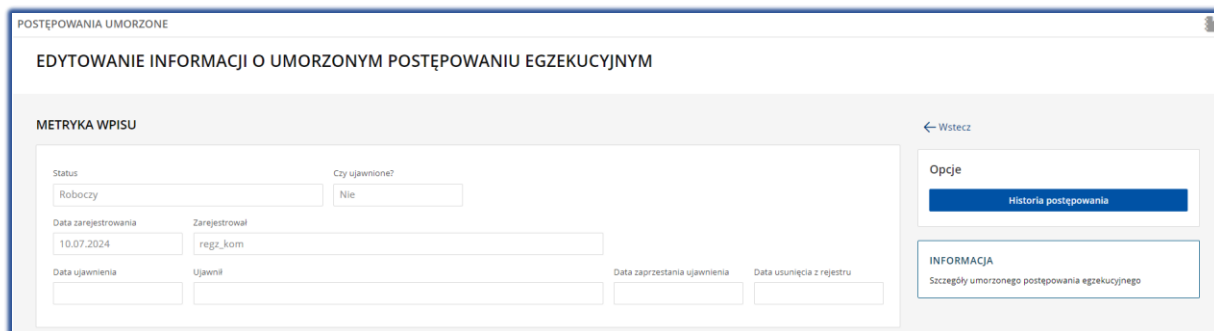 POSTĘPOWANIA UMORZONE
EDYTOWANIE INFORMACJI O UMORZONYM POSTĘPOWANIU EGZEKUCYJNYM
METRYKA WPISU
Wstecz
Status
Czy ujawnione?
Roboczy
Nie
Opcje
Historia postępowania
Data zarejestrowania
Zarejestrował
10.07.2024
regz_kom
Data ujawnienia
Ujawnił
Data zaprzestania ujawnienia
Data usunięcia z rejestru
INFORMACJA
Szczegóły umorzonego postępowania egzekucyjnego